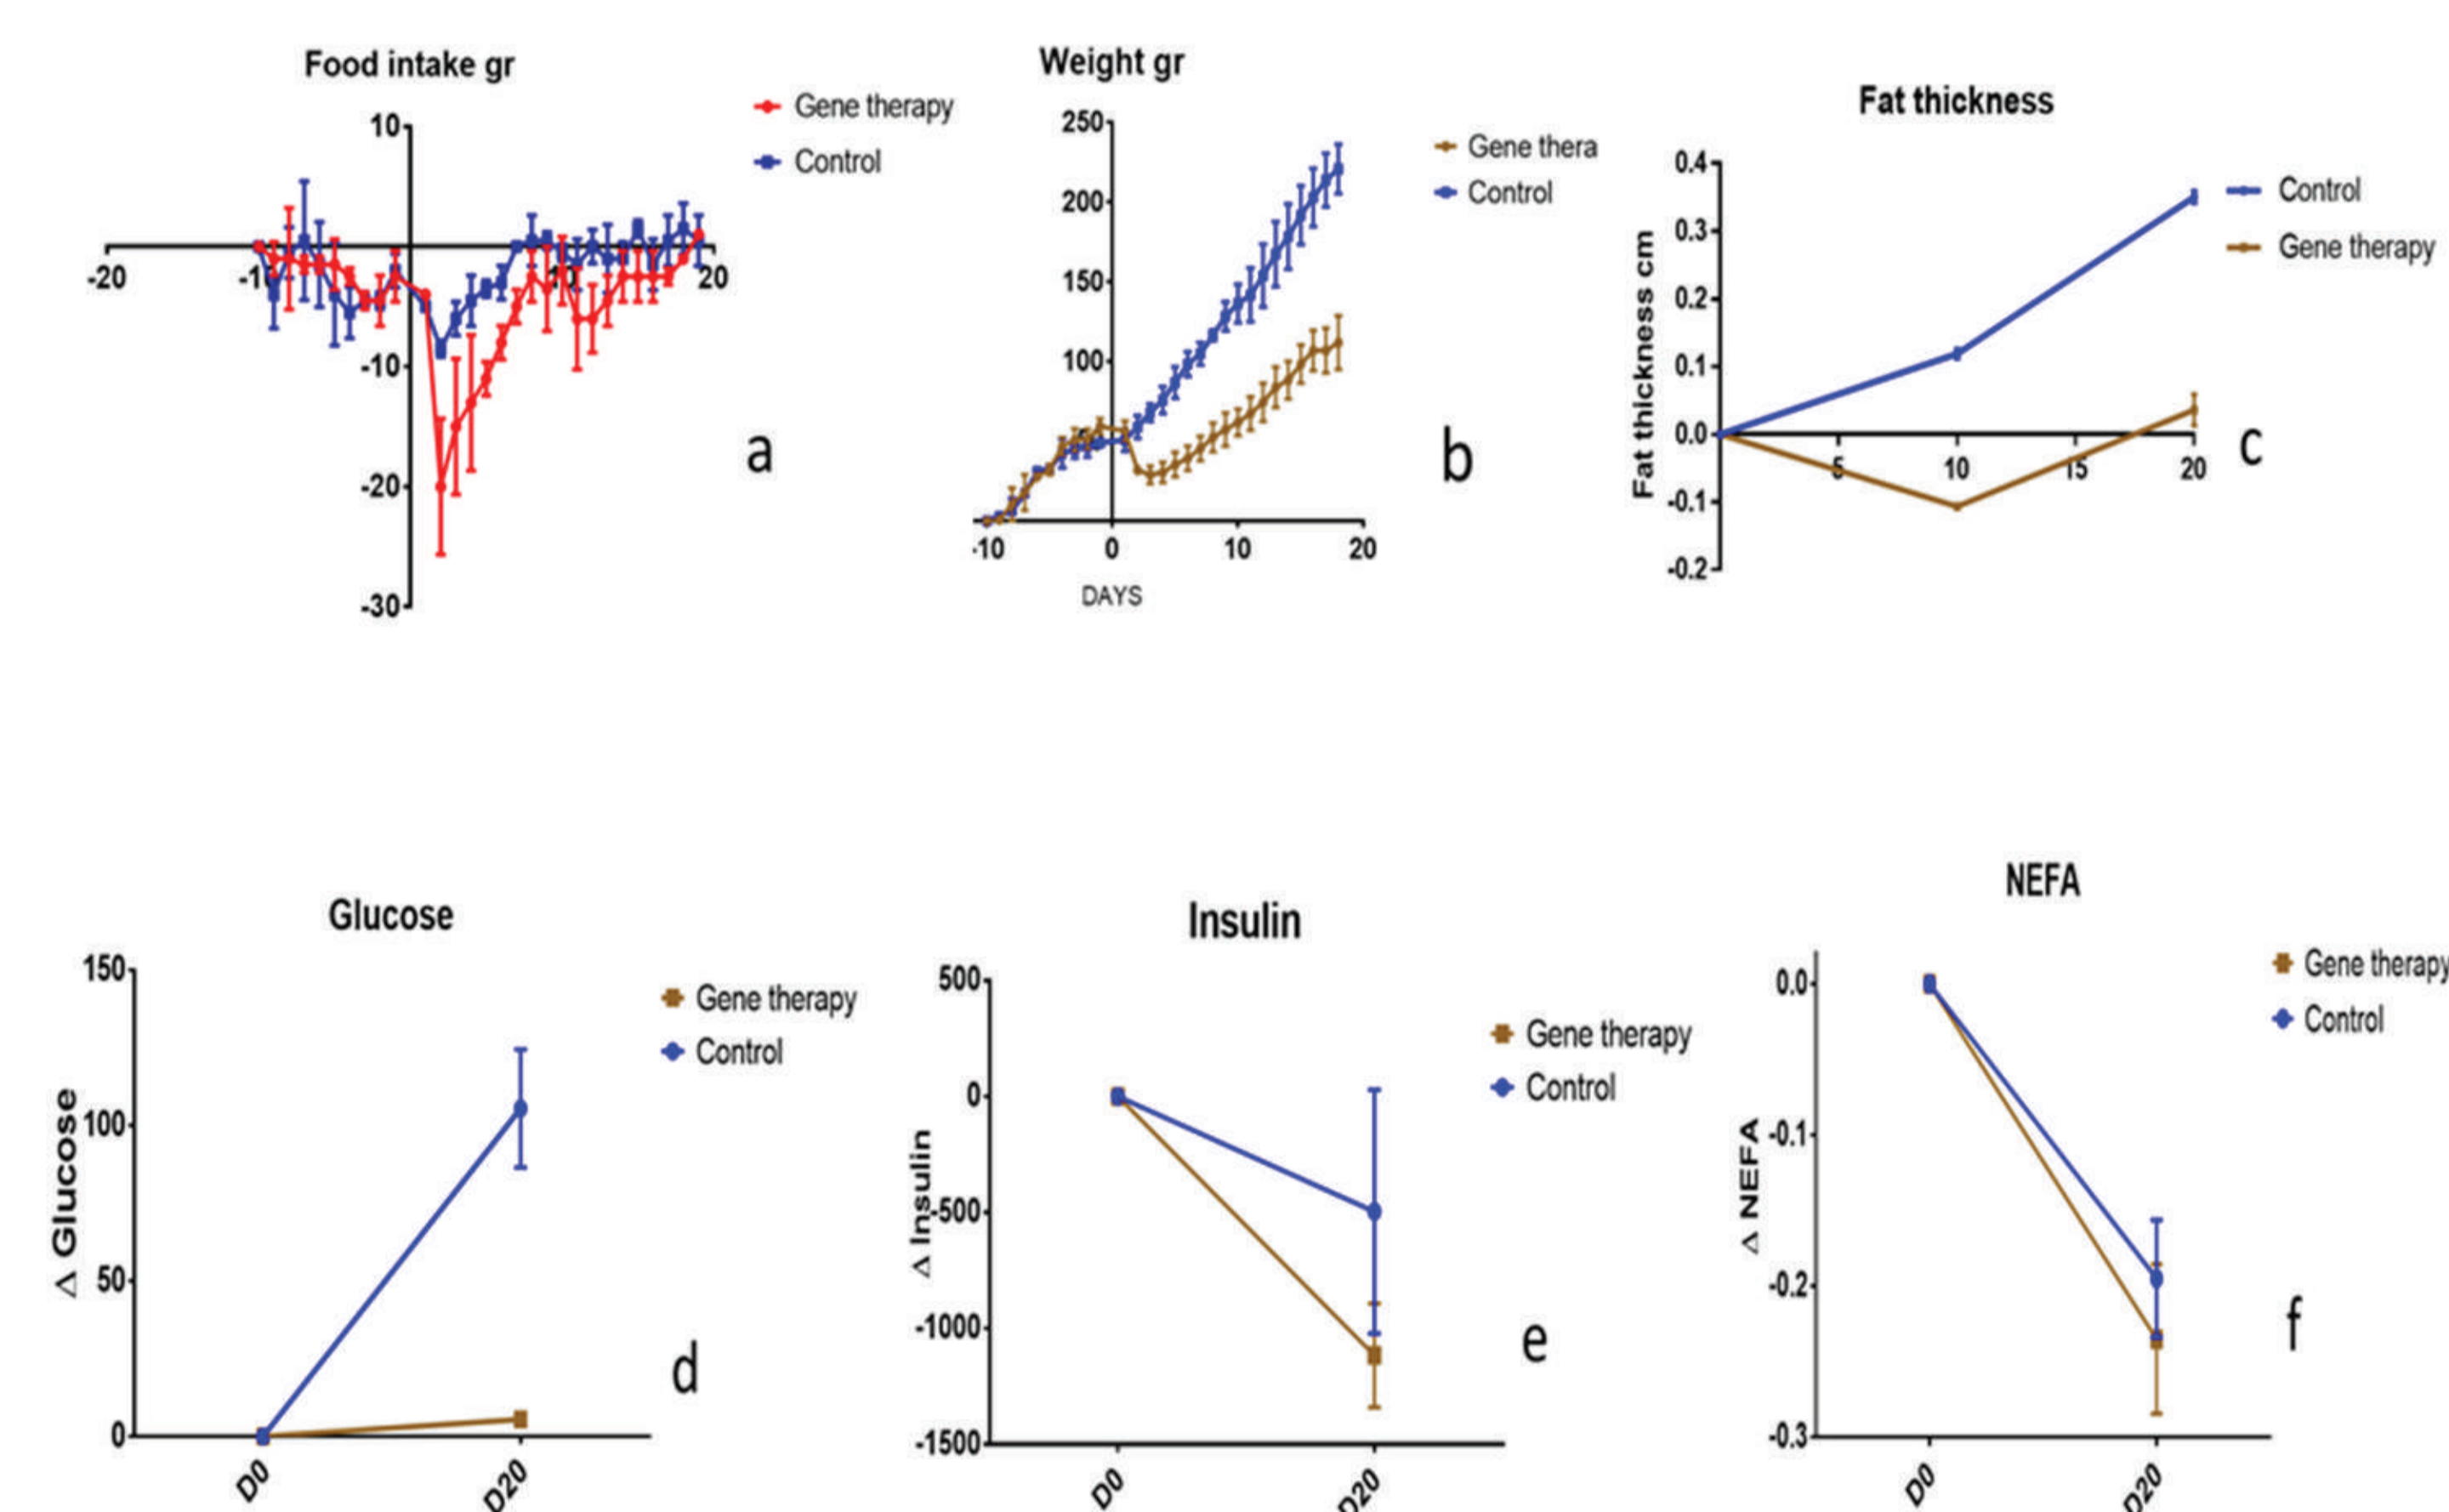 Food intake gr
10
-20
-10
10
20
-10
-20
-30
Gene therapy
Control
a
Weight gr
250
200
150
100
-10
0
10
20
DAYS
Gene thera
Control
b
Fat thickness
Fat thickness cm
0.4
0.3
0.2
0.1
0.0
-0.1
-0.2
5
10
15
20
Control
Gene therapy
c
Glucose
Δ Glucose
150
100
50
0
D0
D20
Gene therapy
Control
d
Insulin
Δ Insulin
500
0
-500
-1000
-1500
D0
D20
Gene therapy
Control
e
NEFA
Δ NEFA
0.0
-0.1
-0.2
-0.3
D0
D20
Gene therapy
Control
f